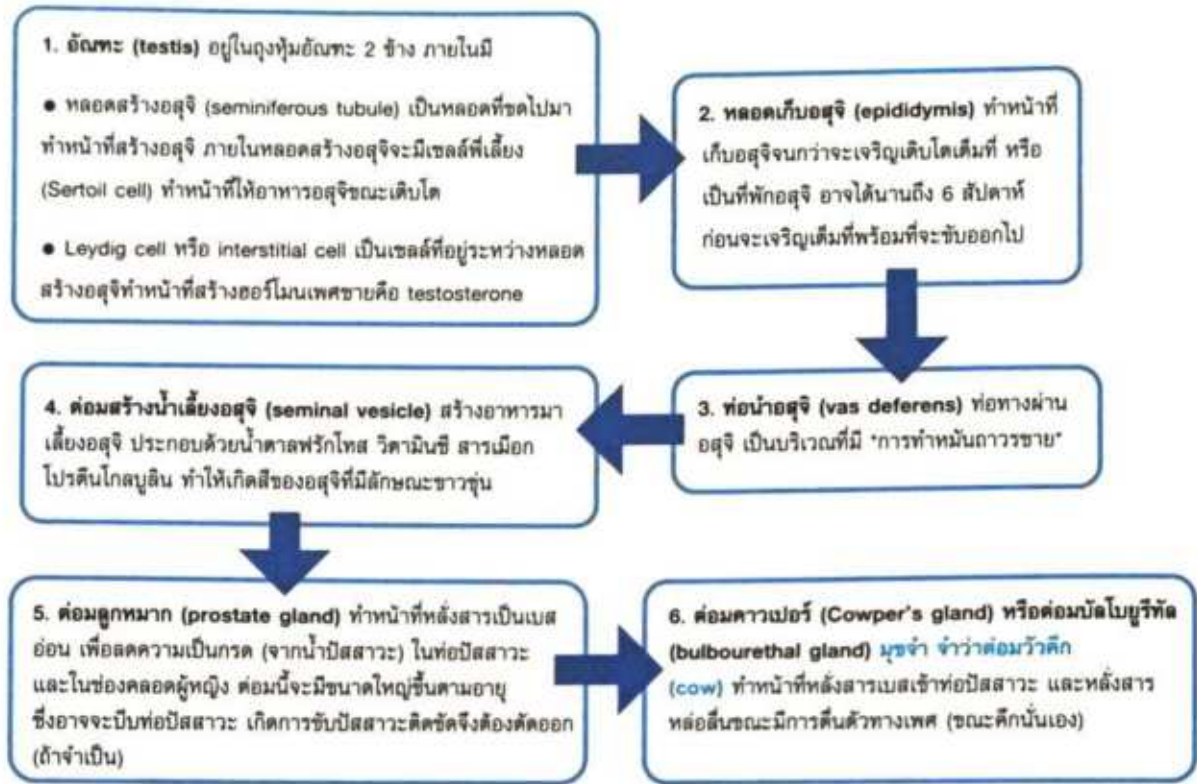 1. อัณฑะ (testis) อยู่ในถุงหุ้มอัณฑะ 2 ข้าง ภายในมี
● หลอดสร้างอสุจิ (seminiferous tubule) เป็นหลอดที่ขดไปมา
ทำหน้าที่สร้างอสุจิ ภายในหลอดสร้างอสุจิจะมีเซลล์พี่เลี้ยง
(Sertoil cell) ทำหน้าที่ให้อาหารอสุจิขณะเติบโต
● Leydig cell หรือ interstitial cell เป็นเซลล์ที่อยู่ระหว่างหลอด
สร้างอสุจิทำหน้าที่สร้างฮอร์โมนเพศชายคือ testosterone
2. หลอดเก็บอสุจิ (epididymis) ทำหน้าที่
เก็บอสุจิจนกว่าจะเจริญเติบโตเต็มที่ หรือ
เป็นที่พักอสุจิ อาจได้นานถึง 6 สัปดาห์
ก่อนจะเจริญเต็มที่พร้อมที่จะขับออกไป
3. ท่อนำอสุจิ (vas deferens) ท่อทางผ่าน
อสุจิ เป็นบริเวณที่มี "การทำหมันถาวรชาย"
4. ต่อมสร้างน้ำเลี้ยงอสุจิ (seminal vesicle) สร้างอาหารมา
เลี้ยงอสุจิ ประกอบด้วยน้ำตาลฟรักโทส วิตามินซี สารเมือก
โปรตีนโกลบูลิน ทำให้เกิดสีของอสุจิที่มีลักษณะขาวขุ่น
5. ต่อมลูกหมาก (prostate gland) ทำหน้าที่หลั่งสารเป็นเบส
อ่อน เพื่อลดความเป็นกรด (จากน้ำปัสสาวะ) ในท่อปัสสาวะ
และในช่องคลอดผู้หญิง ต่อมนี้จะมีขนาดใหญ่ขึ้นตามอายุ
ซึ่งอาจจะบีบท่อปัสสาวะ เกิดการขับปัสสาวะติดขัดจึงต้องตัดออก
(ถ้าจำเป็น)
6. ต่อมคาวเปอร์ (Cowper's gland) หรือต่อมบัลโบยูรีทัล
(bulbourethal gland) มุขจำ จำว่าต่อมวัวคึก
(cow) ทำหน้าที่หลั่งสารเบสเข้าท่อปัสสาวะ และหลั่งสาร
หล่อลื่นขณะมีการตื่นตัวทางเพศ (ขณะคึกนั่นเอง)